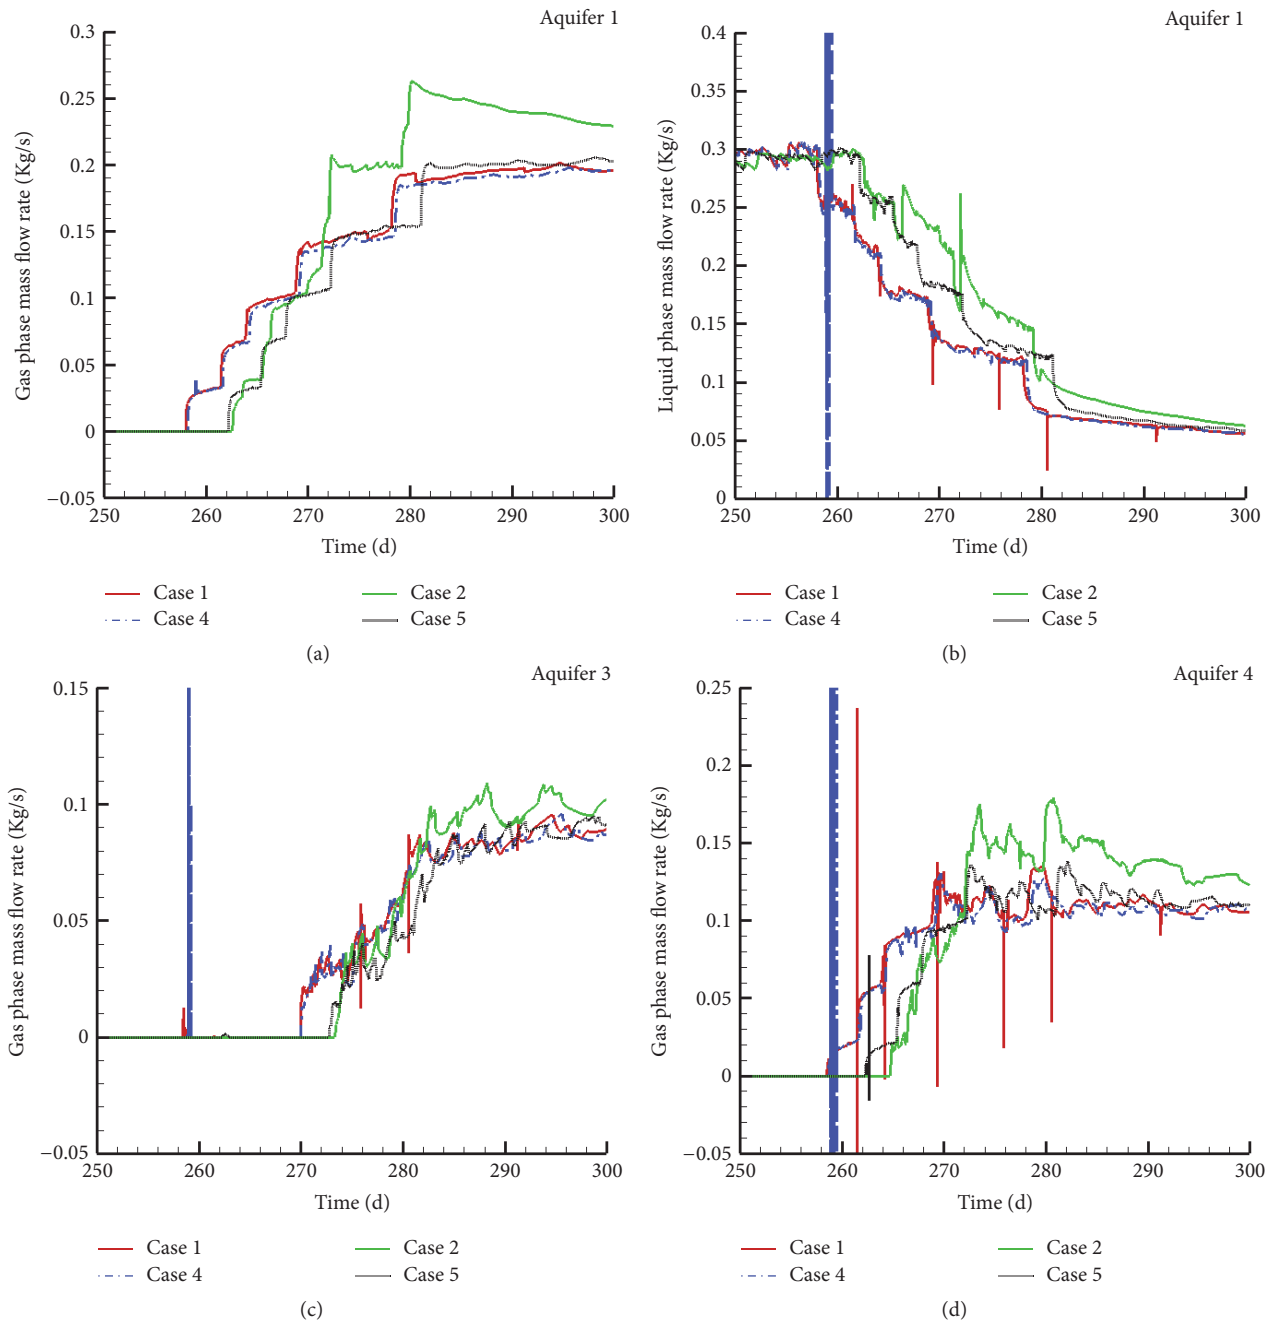 Aquifer 1
Gas phase mass flow rate (Kg/s)
0.3
0.25
0.2
0.15
0.1
0.05
0
−0.05
250 260 270 280 290 300
Time (d)
Case 1 Case 2
Case 4 Case 5
(a)
Aquifer 1
Liquid phase mass flow rate (Kg/s)
0.4
0.3
0.25
0.2
0.15
0.1
0.05
0
250 260 270 280 290 300
Time (d)
Case 1 Case 2
Case 4 Case 5
(b)
Aquifer 3
Gas phase mass flow rate (Kg/s)
0.15
0.1
0.05
0
−0.05
250 260 270 280 290 300
Time (d)
Case 1 Case 2
Case 4 Case 5
(c)
Aquifer 4
Gas phase mass flow rate (Kg/s)
0.25
0.2
0.15
0.1
0.05
0
−0.05
250 260 270 280 290 300
Time (d)
Case 1 Case 2
Case 4 Case 5
(d)